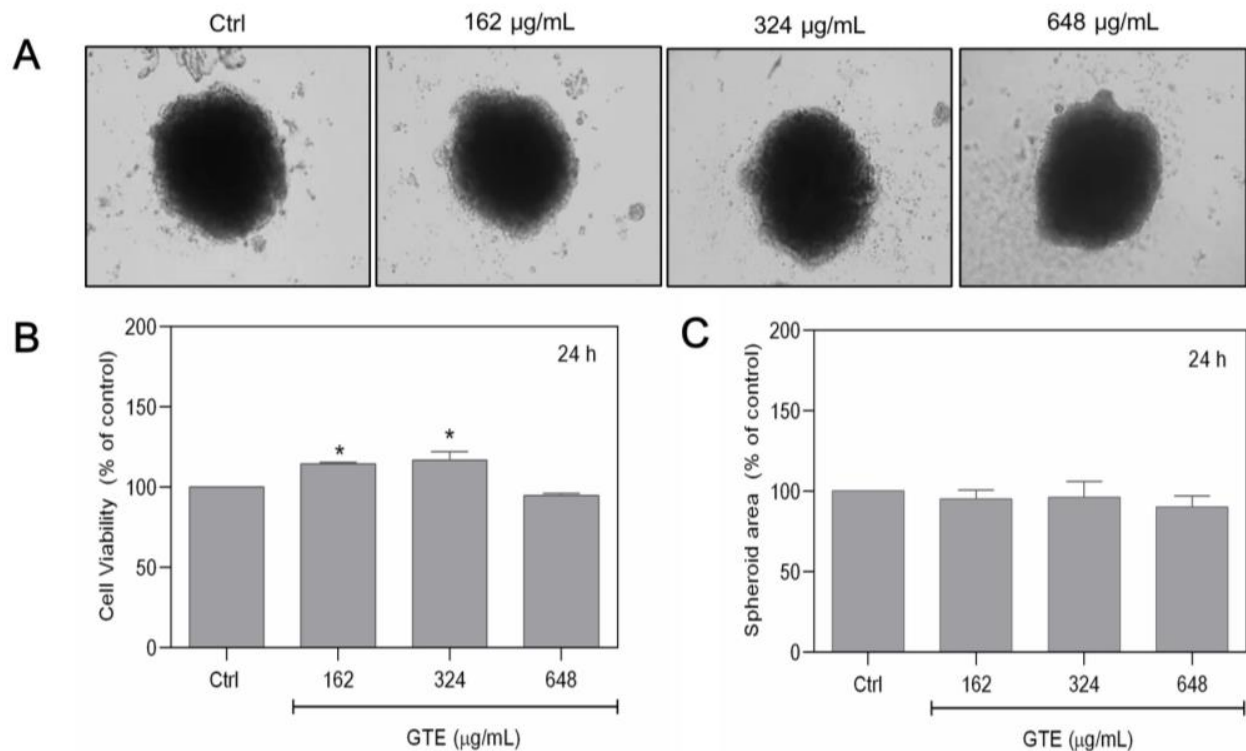 A
Ctrl
162 µg/mL
324 µg/mL
648 µg/mL
B
Cell Viability (% of control)
200
150
100
50
0
24 h
*
*
Ctrl
162
324
648
GTE (µg/mL)
C
Spheroid area (% of control)
200
150
100
50
0
24 h
Ctrl
162
324
648
GTE (µg/mL)